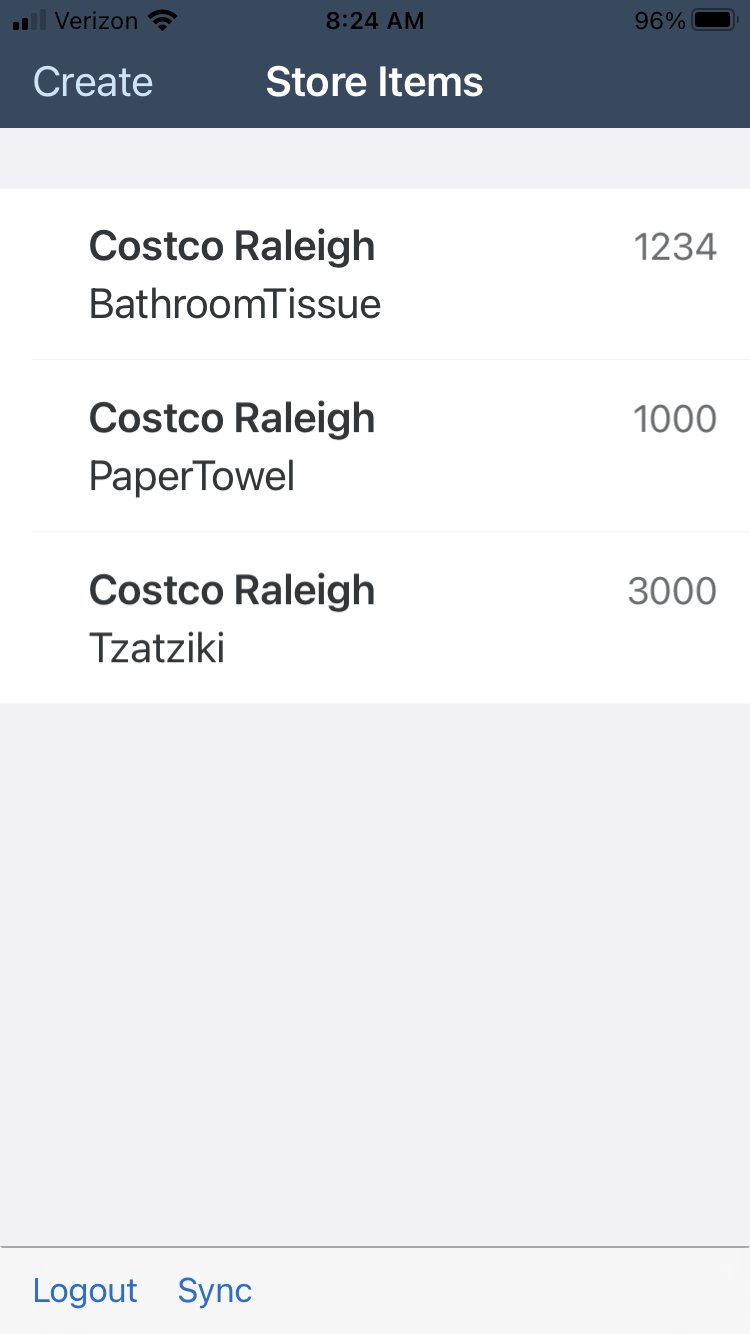 Verizon 8:24 AM 96%
Create Store Items
Costco Raleigh 1234
BathroomTissue
Costco Raleigh 1000
PaperTowel
Costco Raleigh 3000
Tzatziki
Logout Sync